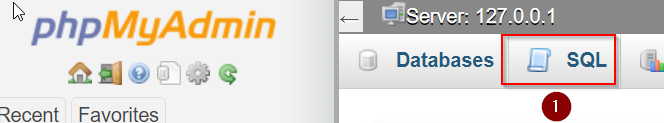 phpMyAdmin
Recent Favorites
Server: 127.0.0.1
Databases SQL
1